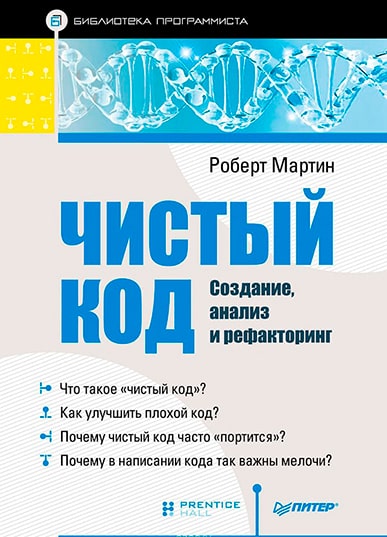 БИБЛИОТЕКА ПРОГРАММИСТА
Роберт Мартин
ЧИСТЫЙ
КОД
Создание,
анализ
и рефакторинг
Что такое «чистый код»?
Как улучшить плохой код?
Почему чистый код часто «портится»?
Почему в написании кода так важны мелочи?
PRENTICE
HALL
ПИТЕР®